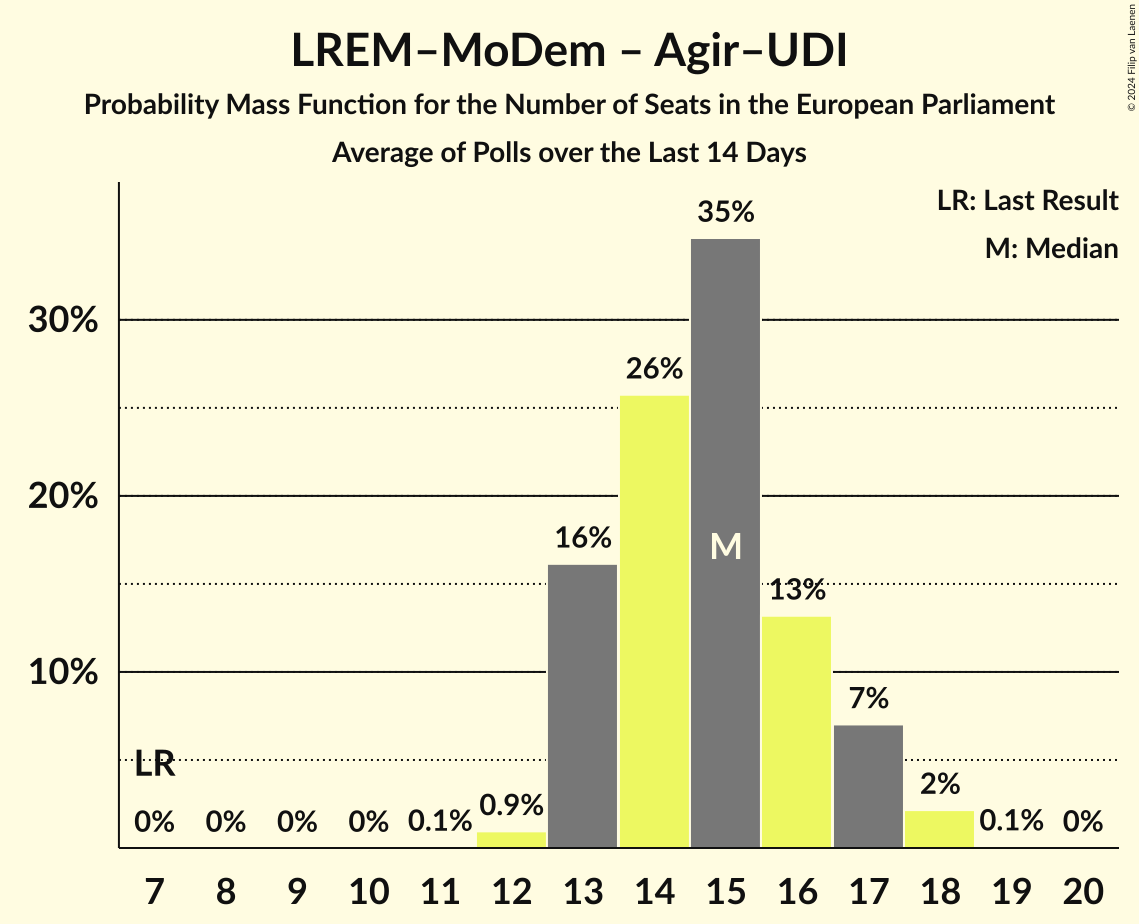 LREM–MoDem – Agir–UDI
Probability Mass Function for the Number of Seats in the European Parliament
Average of Polls over the Last 14 Days
© 2024 Filip van Laenen
LR: Last Result
M: Median
35%
30%
26%
20%
16%
M
13%
10%
7%
LR
2%
0% 0% 0% 0% 0.1% 0.9% 0.1% 0%
7 8 9 10 11 12 13 14 15 16 17 18 19 20